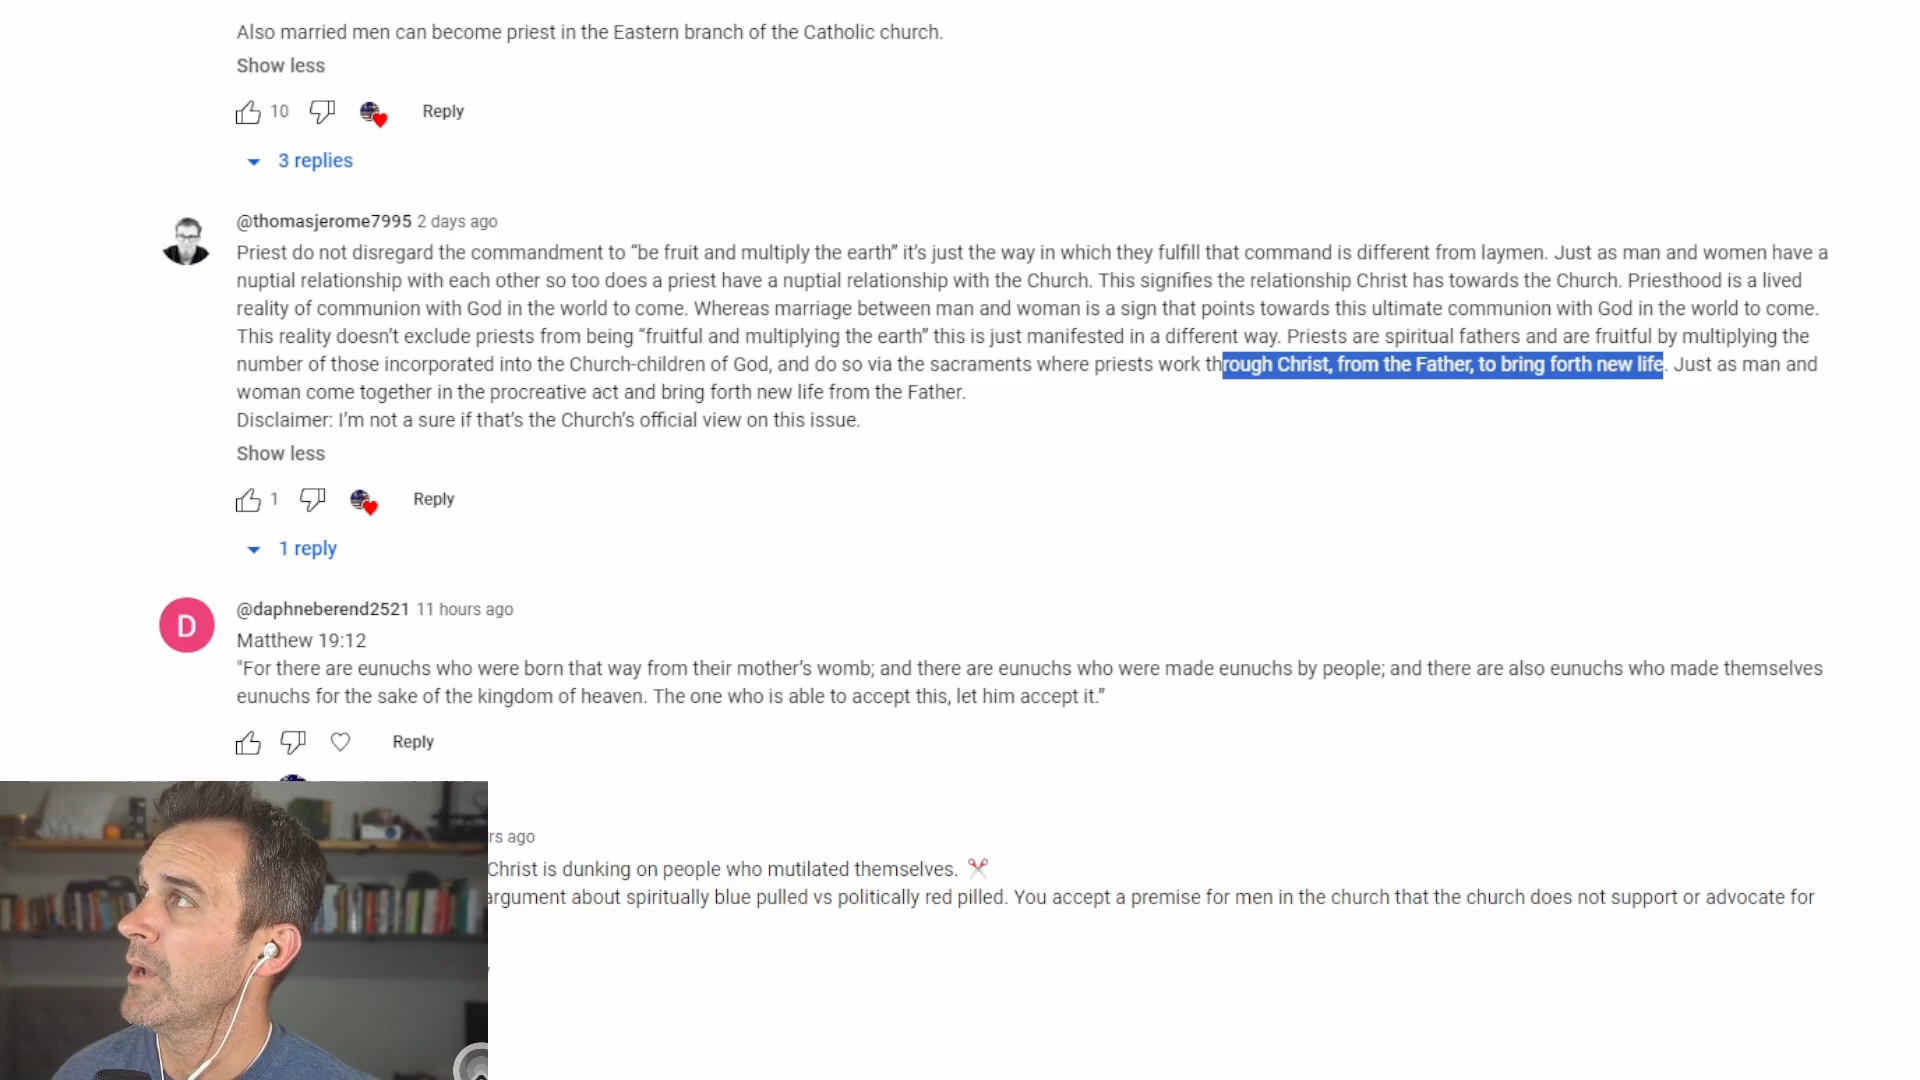 Also married men can become priest in the Eastern branch of the Catholic church.
Show less
10
Reply
3 replies
@thomasjerome7995 2 days ago
Priest do not disregard the commandment to “be fruit and multiply the earth” it’s just the way in which they fulfill that command is different from laymen. Just as man and women have a
nuptial relationship with each other so too does a priest have a nuptial relationship with the Church. This signifies the relationship Christ has towards the Church. Priesthood is a lived
reality of communion with God in the world to come. Whereas marriage between man and woman is a sign that points towards this ultimate communion with God in the world to come.
This reality doesn’t exclude priests from being “fruitful and multiplying the earth” this is just manifested in a different way. Priests are spiritual fathers and are fruitful by multiplying the
number of those incorporated into the Church-children of God, and do so via the sacraments where priests work through Christ, from the Father, to bring forth new life. Just as man and
woman come together in the procreative act and bring forth new life from the Father.
Disclaimer: I’m not a sure if that’s the Church’s official view on this issue.
Show less
1
Reply
1 reply
D
@daphneberend2521 11 hours ago
Matthew 19:12
"For there are eunuchs who were born that way from their mother’s womb; and there are eunuchs who were made eunuchs by people; and there are also eunuchs who made themselves
eunuchs for the sake of the kingdom of heaven. The one who is able to accept this, let him accept it.”
Reply
rs ago
Christ is dunking on people who mutilated themselves.
argument about spiritually blue pulled vs politically red pilled. You accept a premise for men in the church that the church does not support or advocate for